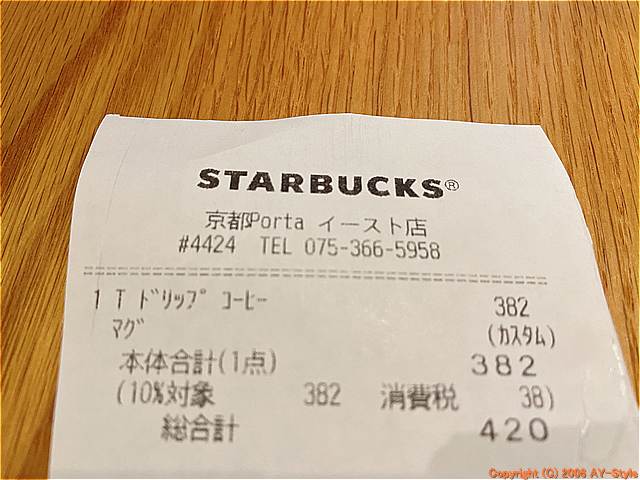 STARBUCKS®
京都Porta イースト店
#4424 TEL 075-366-5958
1 T ﾄﾞﾘｯﾌﾟ ｺｰﾋｰ 382
ﾏｸﾞ (ｶｽﾀﾑ)
本体合計(1点) 382
(10%対象 382 消費税 38)
総合計 420
Copyright (C) 2006 AY-Style